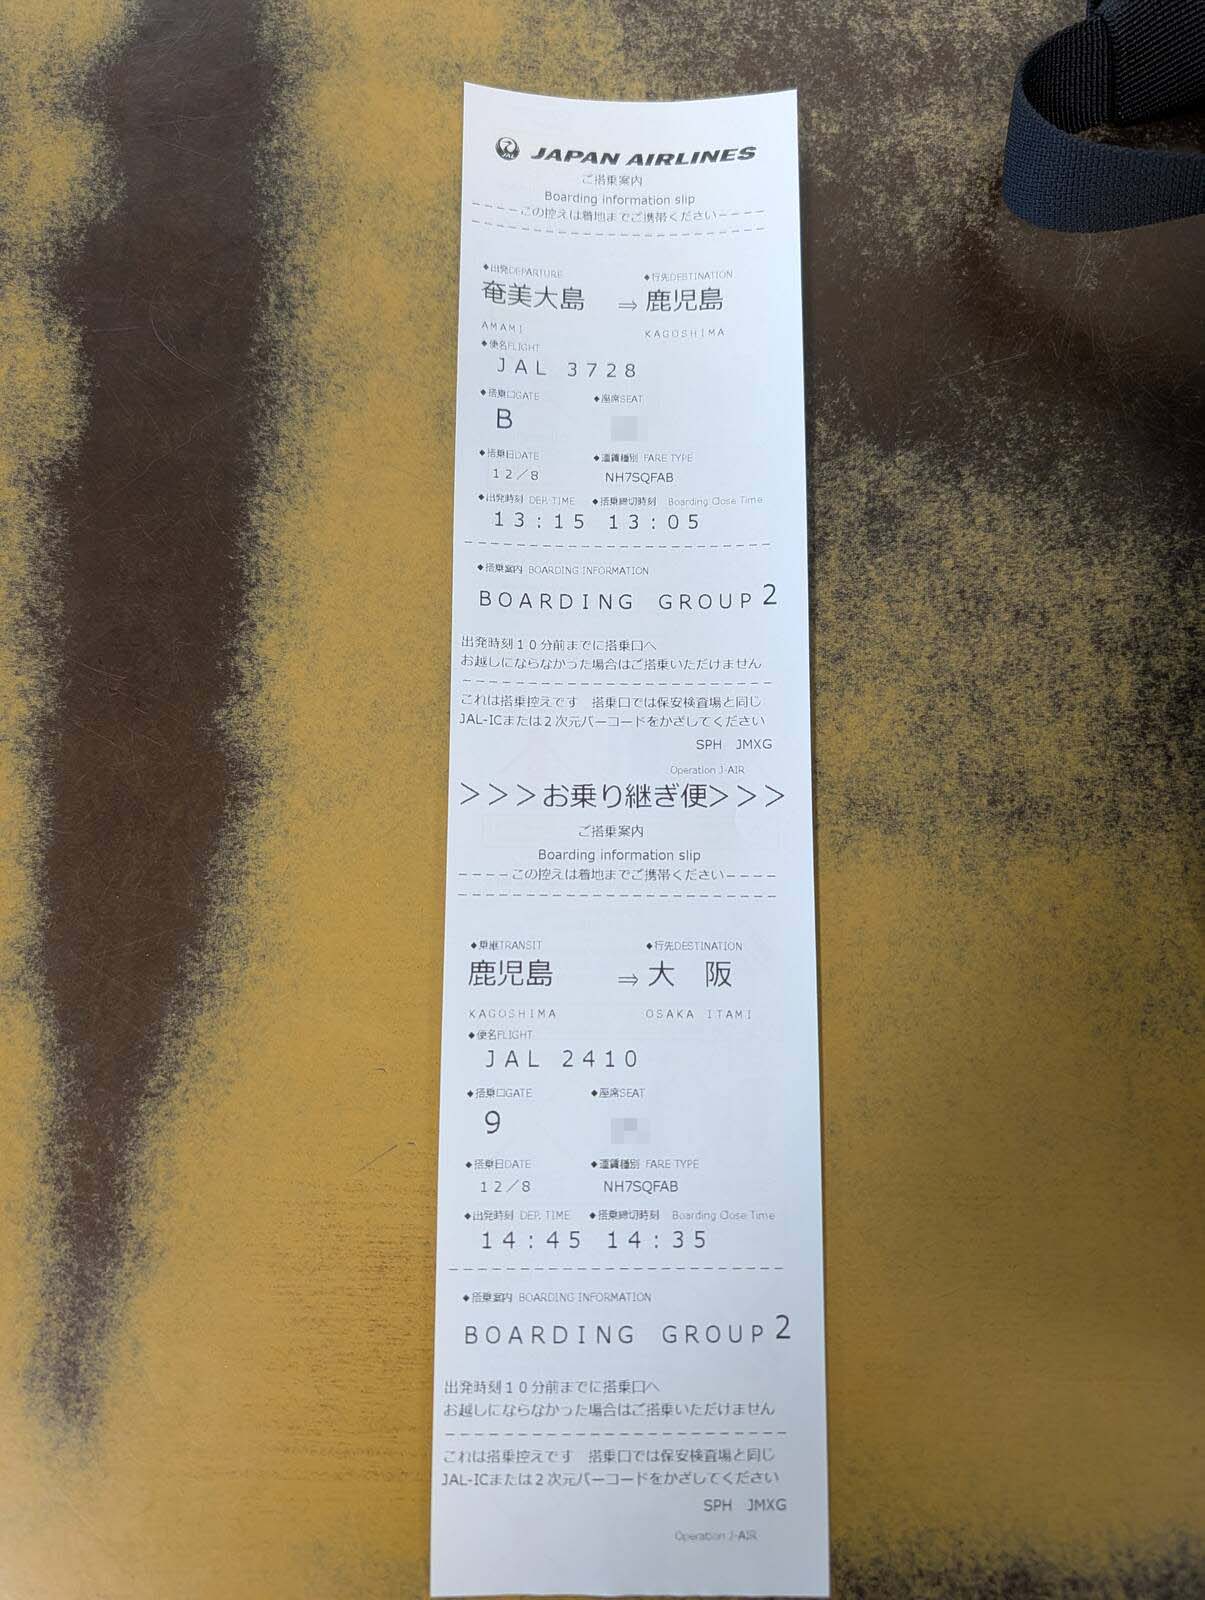 JAL JAPAN AIRLINES
ご搭乗案内
Boarding information slip
----この控えは着地までご携帯ください----
◆出発DEPARTURE ◆行先DESTINATION
奄美大島 ⇒ 鹿児島
AMAMI KAGOSHIMA
◆便名FLIGHT
JAL 3728
◆搭乗口GATE ◆座席SEAT
B
◆搭乗日DATE ◆運賃種別 FARE TYPE
12/8 NH7SQFAB
◆出発時刻 DEP. TIME ◆搭乗締切時刻 Boarding Close Time
13:15 13:05
◆搭乗案内 BOARDING INFORMATION
BOARDING GROUP 2
出発時刻10分前までに搭乗口へ
お越しにならなかった場合はご搭乗いただけません
これは搭乗控えです 搭乗口では保安検査場と同じ
JAL-ICまたは2次元バーコードをかざしてください
SPH JMXG
Operation J-AIR
>>>お乗り継ぎ便>>>
ご搭乗案内
Boarding information slip
----この控えは着地までご携帯ください----
◆乗継TRANSIT ◆行先DESTINATION
鹿児島 ⇒ 大 阪
KAGOSHIMA OSAKA ITAMI
◆便名FLIGHT
JAL 2410
◆搭乗口GATE ◆座席SEAT
9
◆搭乗日DATE ◆運賃種別 FARE TYPE
12/8 NH7SQFAB
◆出発時刻 DEP. TIME ◆搭乗締切時刻 Boarding Close Time
14:45 14:35
◆搭乗案内 BOARDING INFORMATION
BOARDING GROUP 2
出発時刻10分前までに搭乗口へ
お越しにならなかった場合はご搭乗いただけません
これは搭乗控えです 搭乗口では保安検査場と同じ
JAL-ICまたは2次元バーコードをかざしてください
SPH JMXG
Operation J-AIR